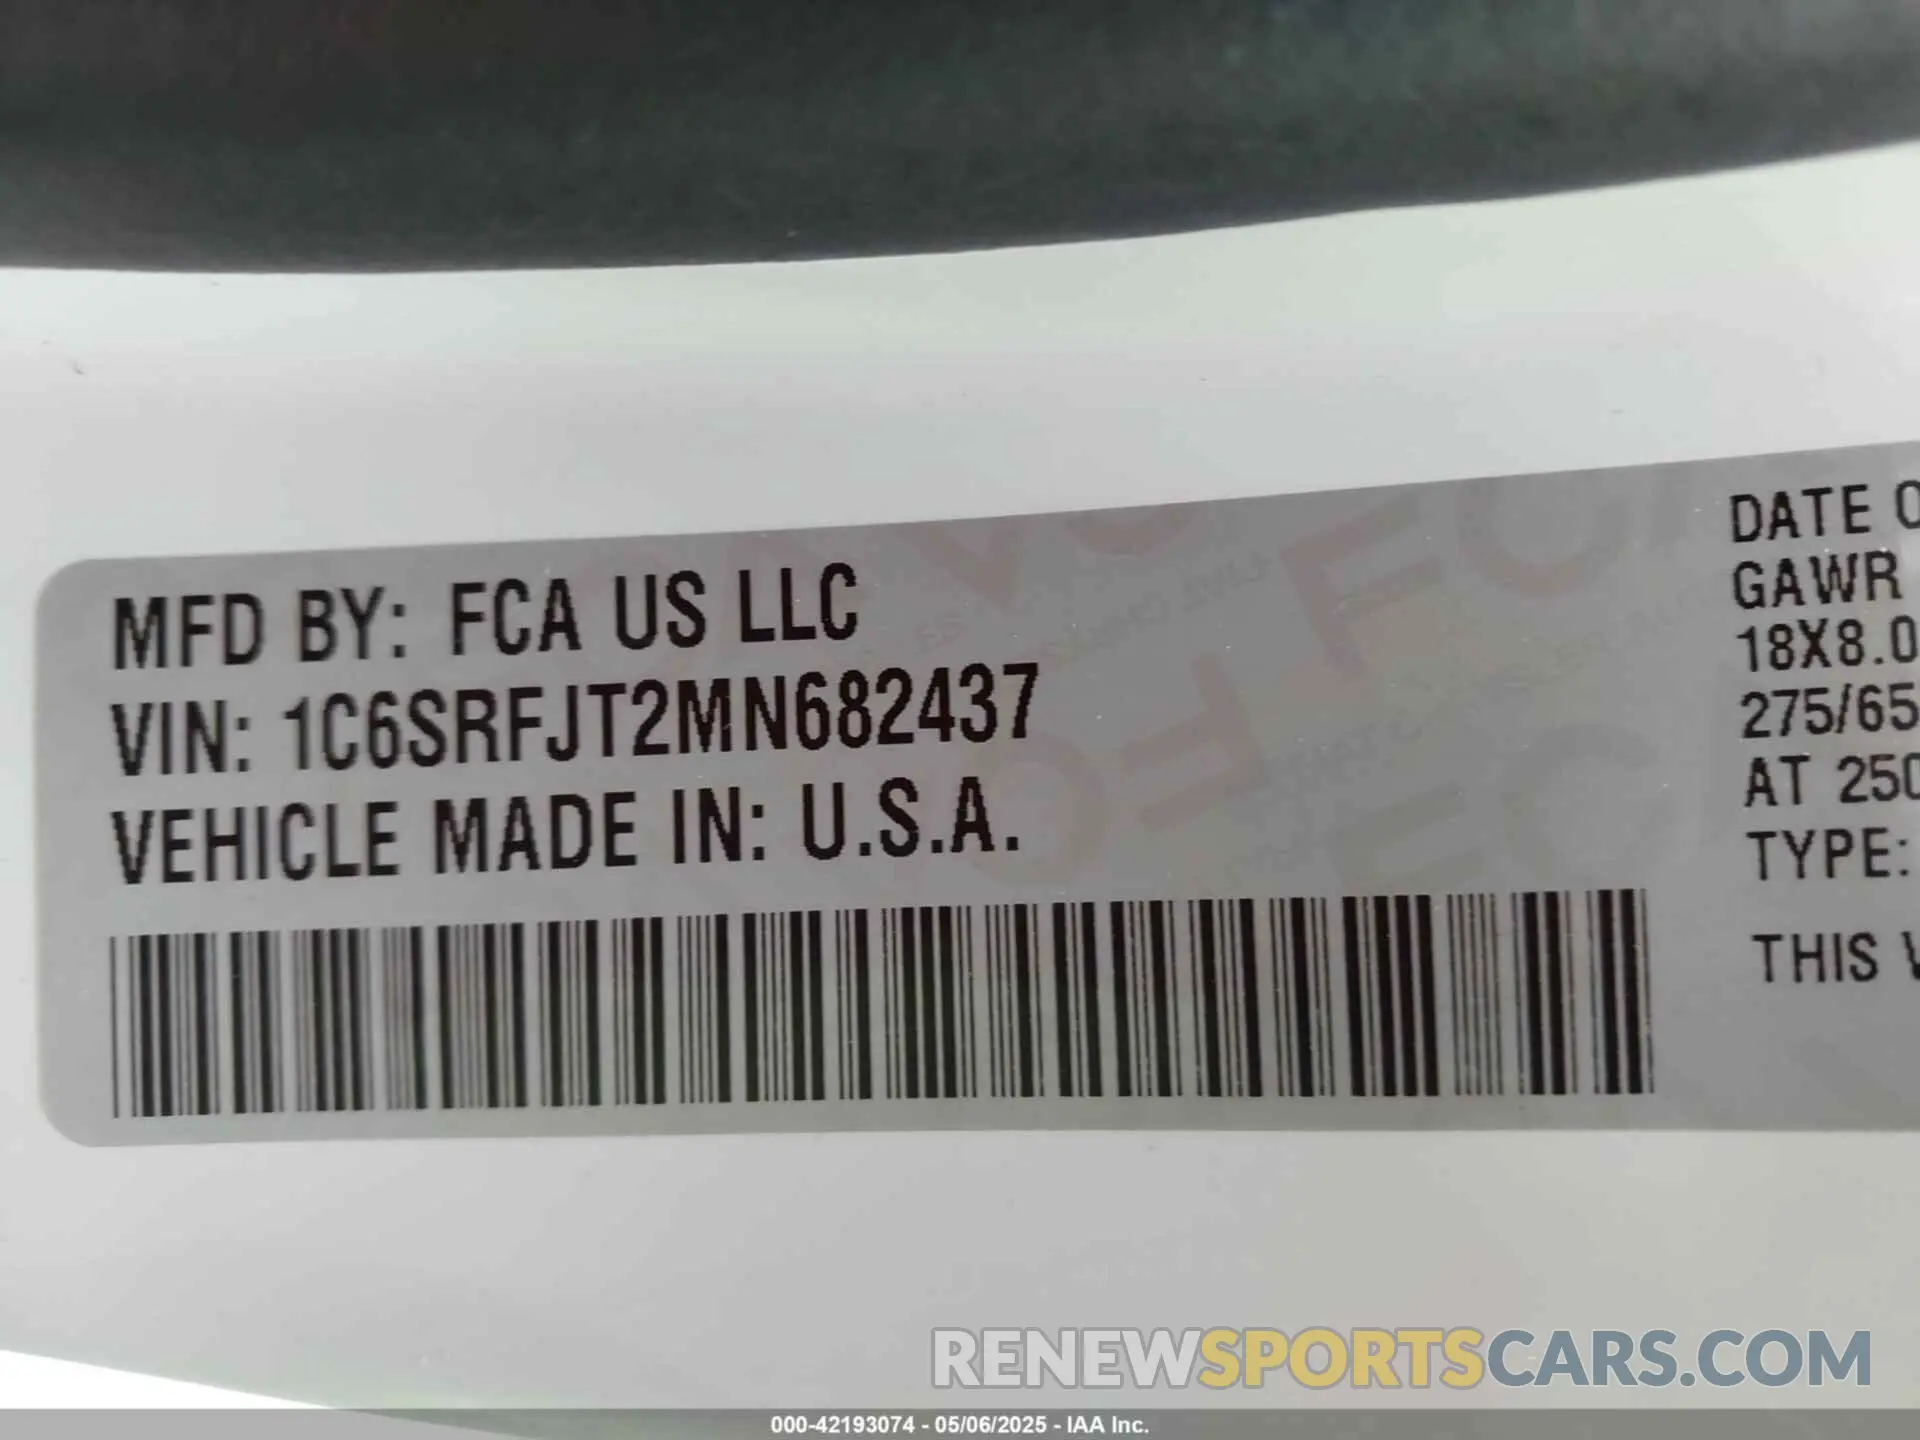 MFD BY: FCA US LLC
VIN: 1C6SRFJT2MN682437
VEHICLE MADE IN: U.S.A.
DATE O
GAWR
18X8.0
275/65
AT 250
TYPE:
THIS V
RENEWSPORTSCARS.COM
000-42193074 - 05/06/2025 - IAA Inc.